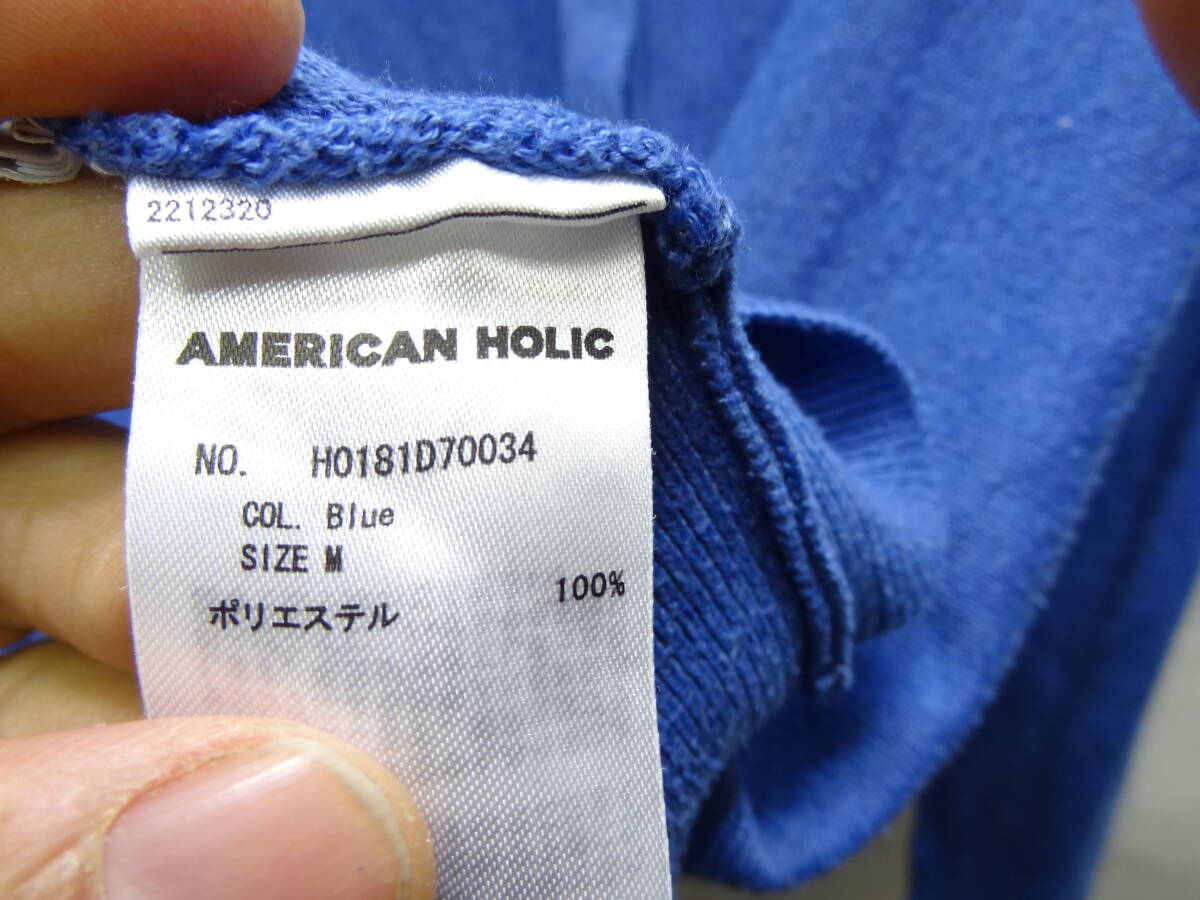 2212320
AMERICAN HOLIC
NO. H0181D70034
COL. Blue
SIZE M
ポリエステル 100%